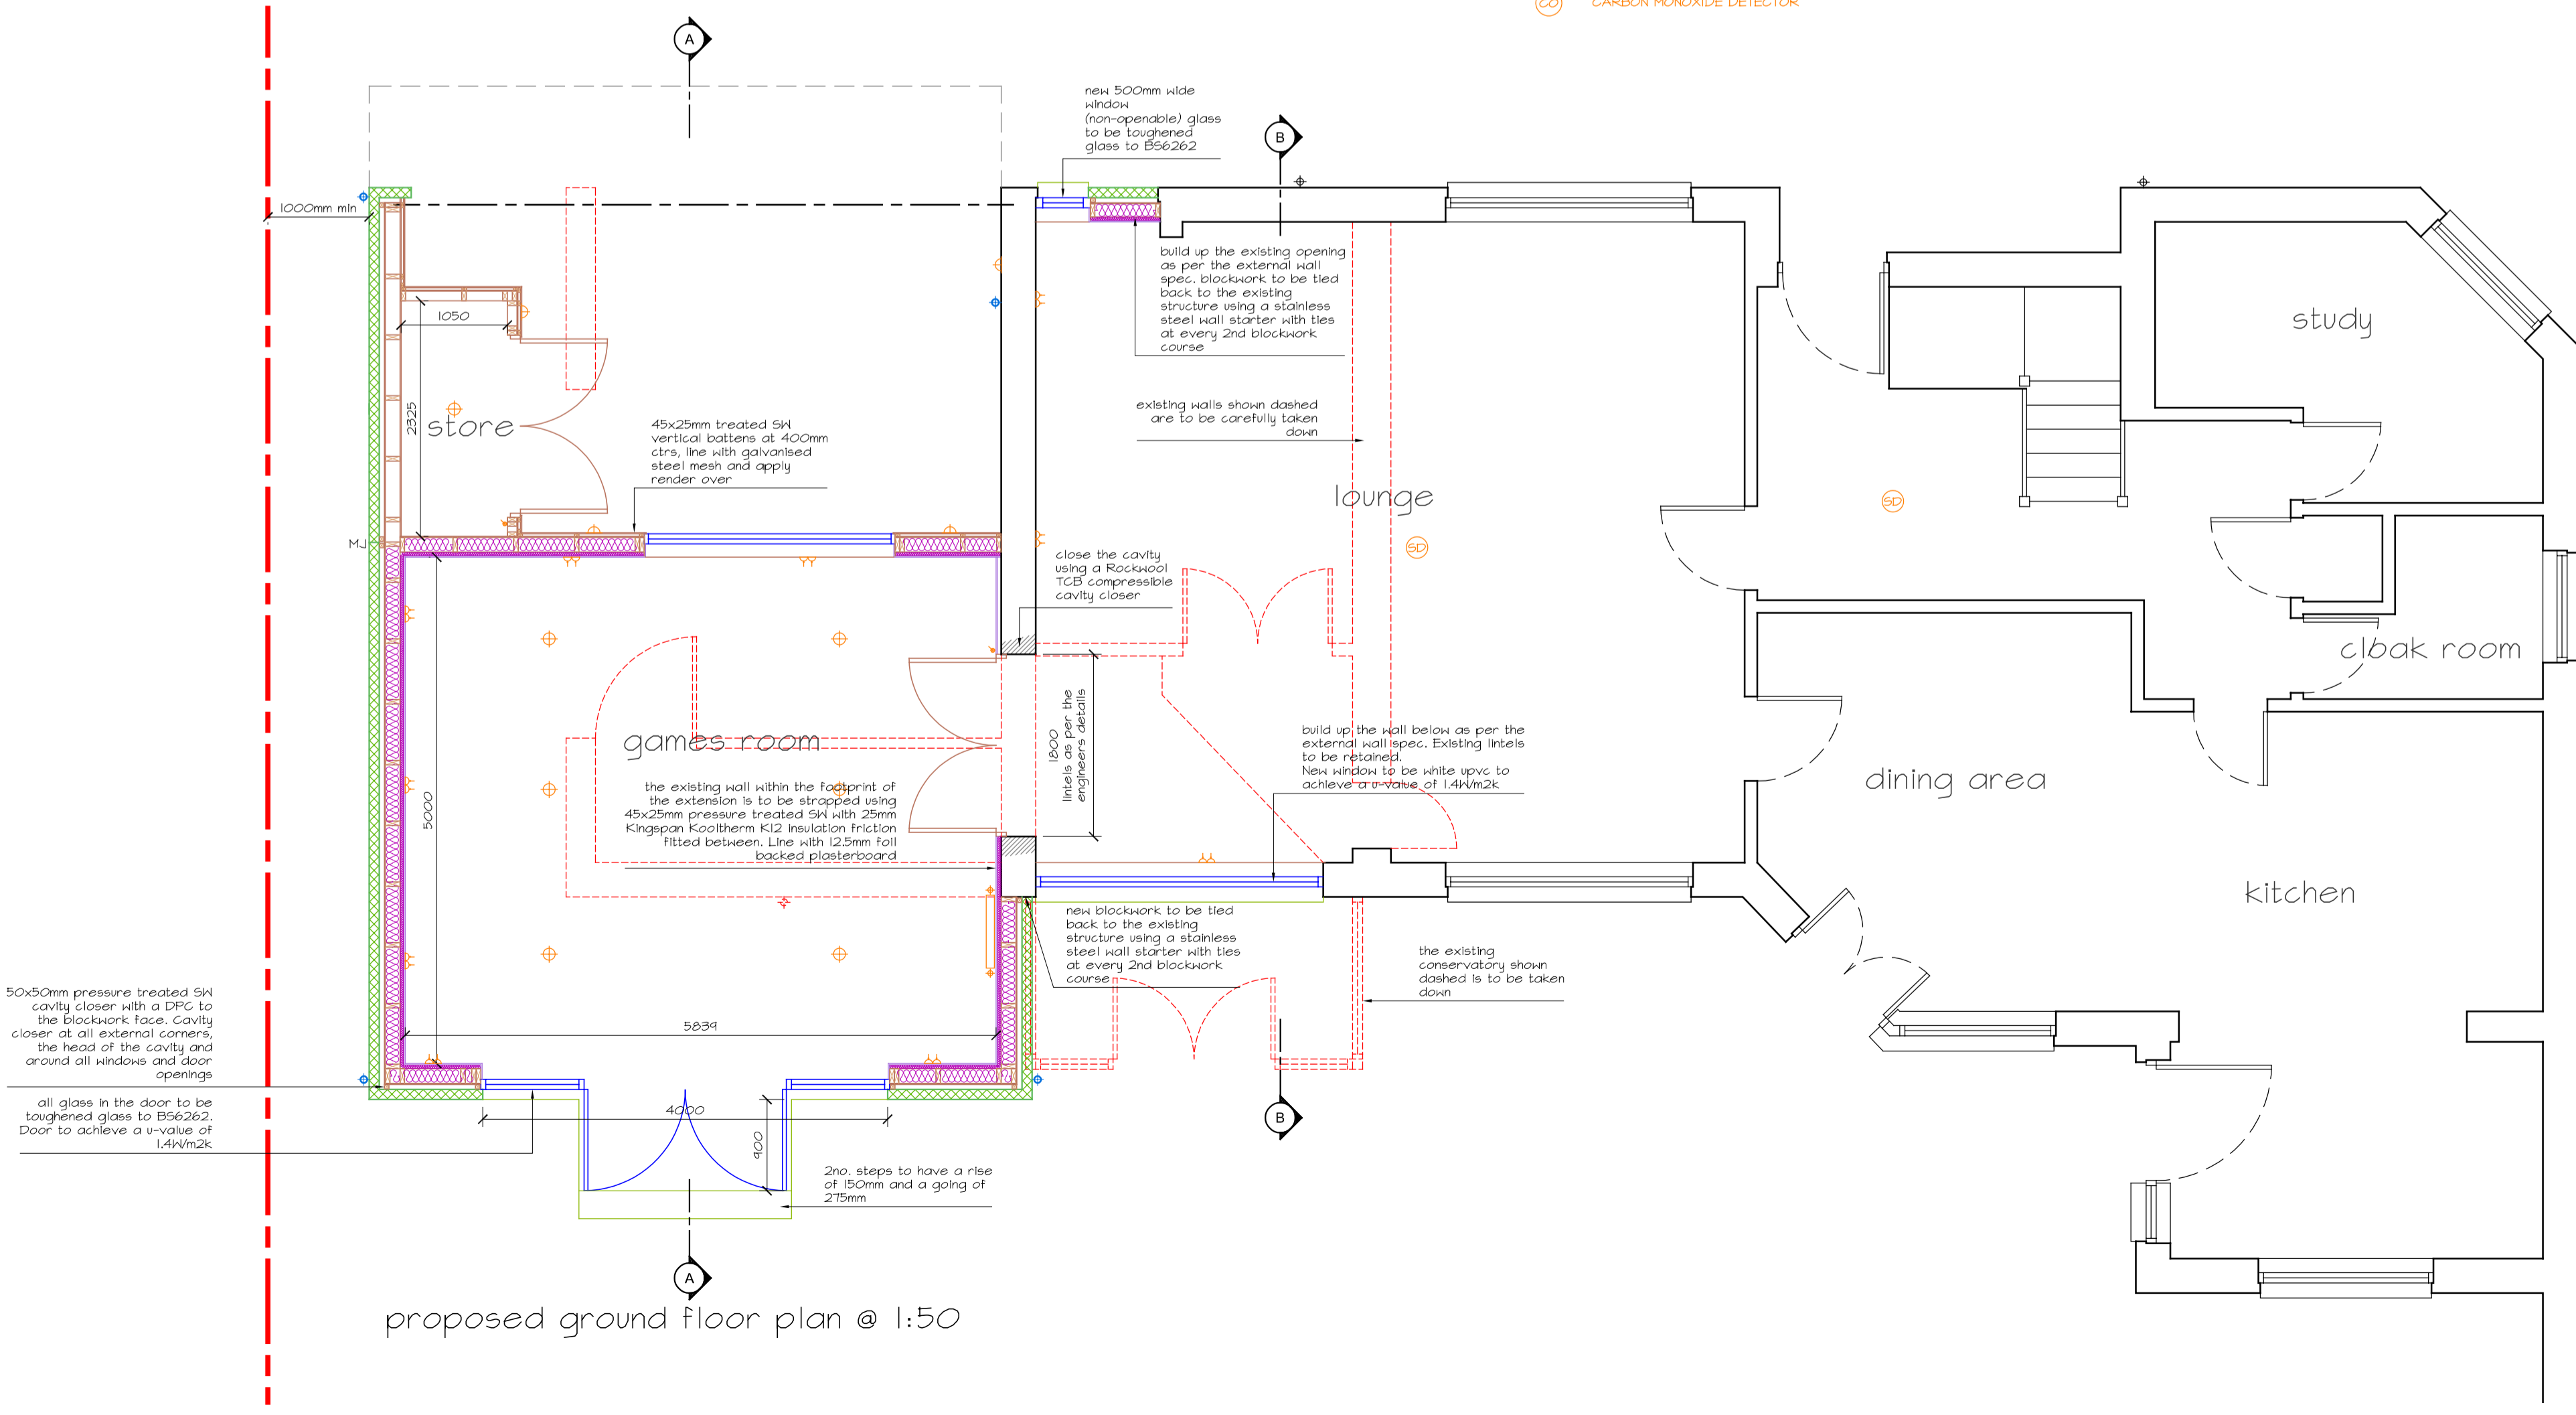 CO CARBON MONOXIDE DETECTOR
A
new 500mm wide
window
(non-openable) glass
to be toughened
glass to BS6262
B
1000mm min
build up the existing opening
as per the external wall
spec. blockwork to be tied
back to the existing
structure using a stainless
steel wall starter with ties
at every 2nd blockwork
course
1050
2325
store
study
existing walls shown dashed
are to be carefully taken
down
45x25mm treated SW
vertical battens at 400mm
ctrs, line with galvanised
steel mesh and apply
render over
lounge
SD
SD
MJ
close the cavity
using a Rockwool
TCB compressible
cavity closer
cloak room
games room
1800
lintels as per the
engineers details
build up the wall below as per the
external wall spec. Existing lintels
to be retained.
New window to be white upvc to
achieve a u-value of 1.4W/m2k
dining area
the existing wall within the footprint of
the extension is to be strapped using
45x25mm pressure treated SW with 25mm
Kingspan Kooltherm K12 insulation friction
fitted between. Line with 12.5mm foil
backed plasterboard
5000
kitchen
new blockwork to be tied
back to the existing
structure using a stainless
steel wall starter with ties
at every 2nd blockwork
course
the existing
conservatory shown
dashed is to be taken
down
50x50mm pressure treated SW
cavity closer with a DPC to
the blockwork face. Cavity
closer at all external corners,
the head of the cavity and
around all windows and door
openings
5839
all glass in the door to be
toughened glass to BS6262.
Door to achieve a u-value of
1.4W/m2k
4000
900
B
2no. steps to have a rise
of 150mm and a going of
275mm
A
proposed ground floor plan @ 1:50